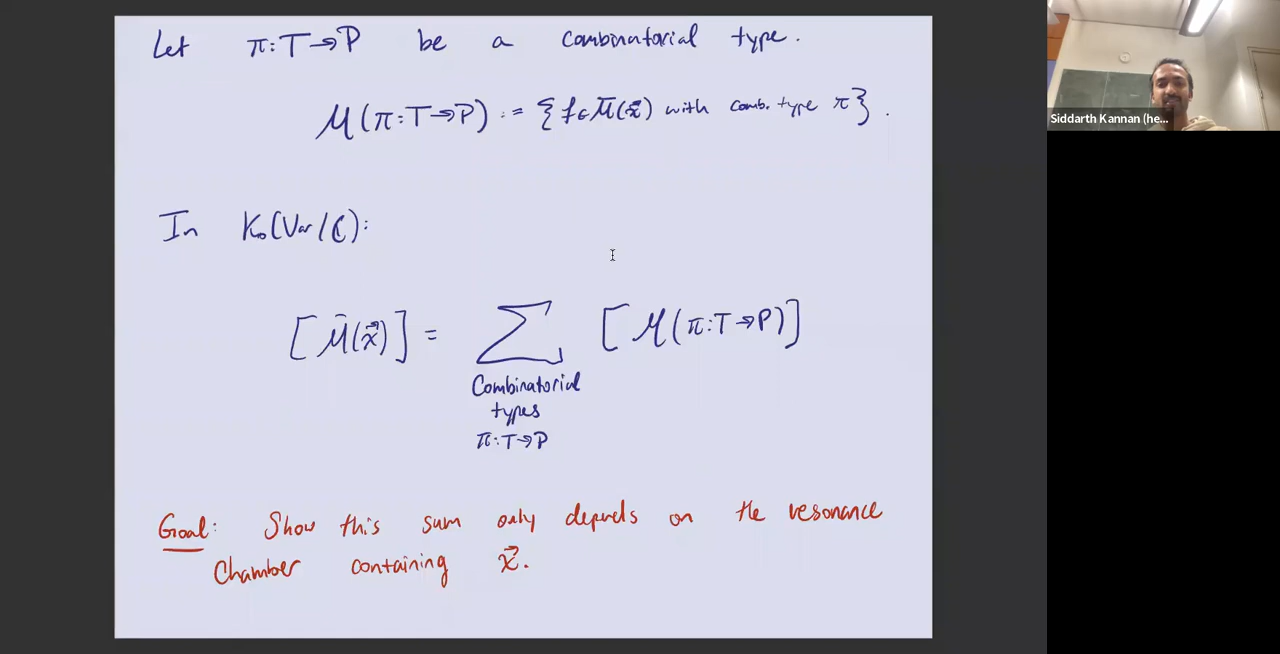 Let π: T ↠ P be a combinatorial type.
M(π: T ↠ P) := { f ∈ M̄(x⃗) with comb. type π } .
Siddarth Kannan (he...
In K₀(Var/ℂ):
[M̄(x⃗)] = Σ [M(π: T ↠ P)]
Combinatorial
types
π: T ↠ P
Goal: Show this sum only depends on the resonance
Chamber containing x⃗.